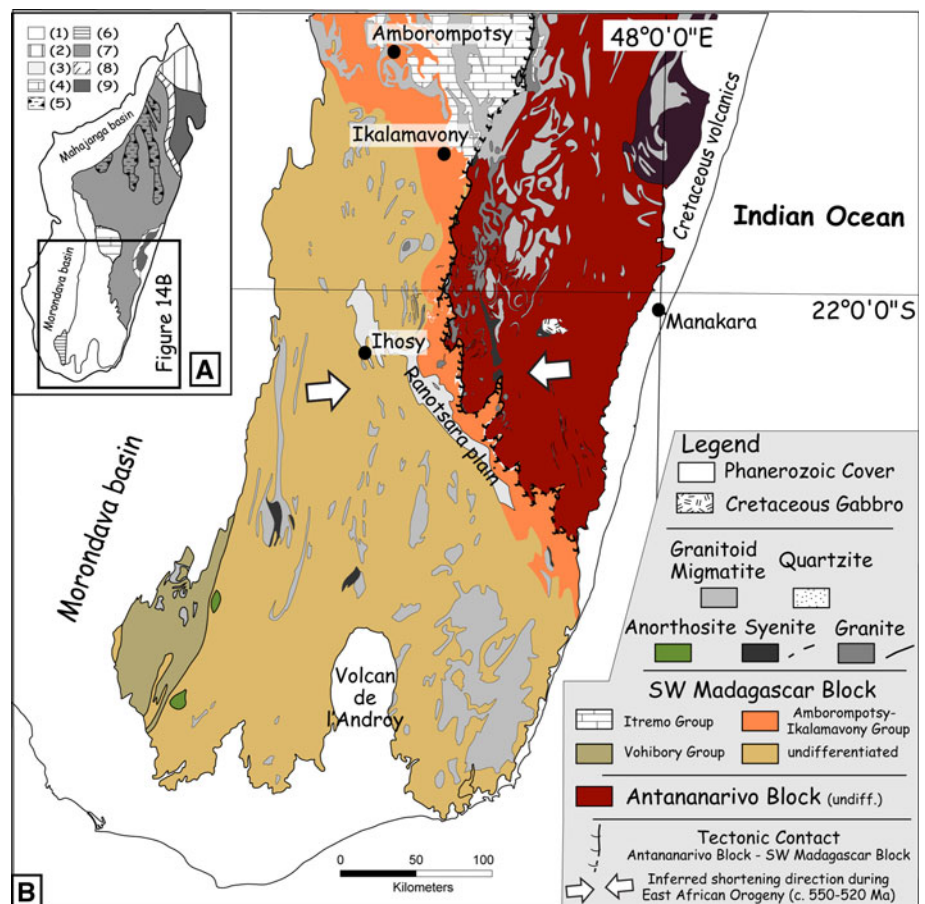 (1)
(2)
(3)
(4)
(5)
(6)
(7)
(8)
(9)
Mahajanga basin
Morondava basin
Figure 14B
A
Amborompotsy
48°0'0"E
Ikalamavony
Cretaceous volcanics
Indian Ocean
22°0'0"S
Manakara
Ihosy
Ranotsara plain
Morondava basin
Volcan
de
l'Androy
0 50 100
Kilometers
B
Legend
Phanerozoic Cover
Cretaceous Gabbro
Granitoid
Migmatite
Quartzite
Anorthosite
Syenite
Granite
SW Madagascar Block
Itremo Group
Amborompotsy-
Ikalamavony Group
Vohibory Group
undifferentiated
Antananarivo Block (undiff.)
Tectonic Contact
Antananarivo Block - SW Madagascar Block
Inferred shortening direction during
East African Orogeny (c. 550-520 Ma)